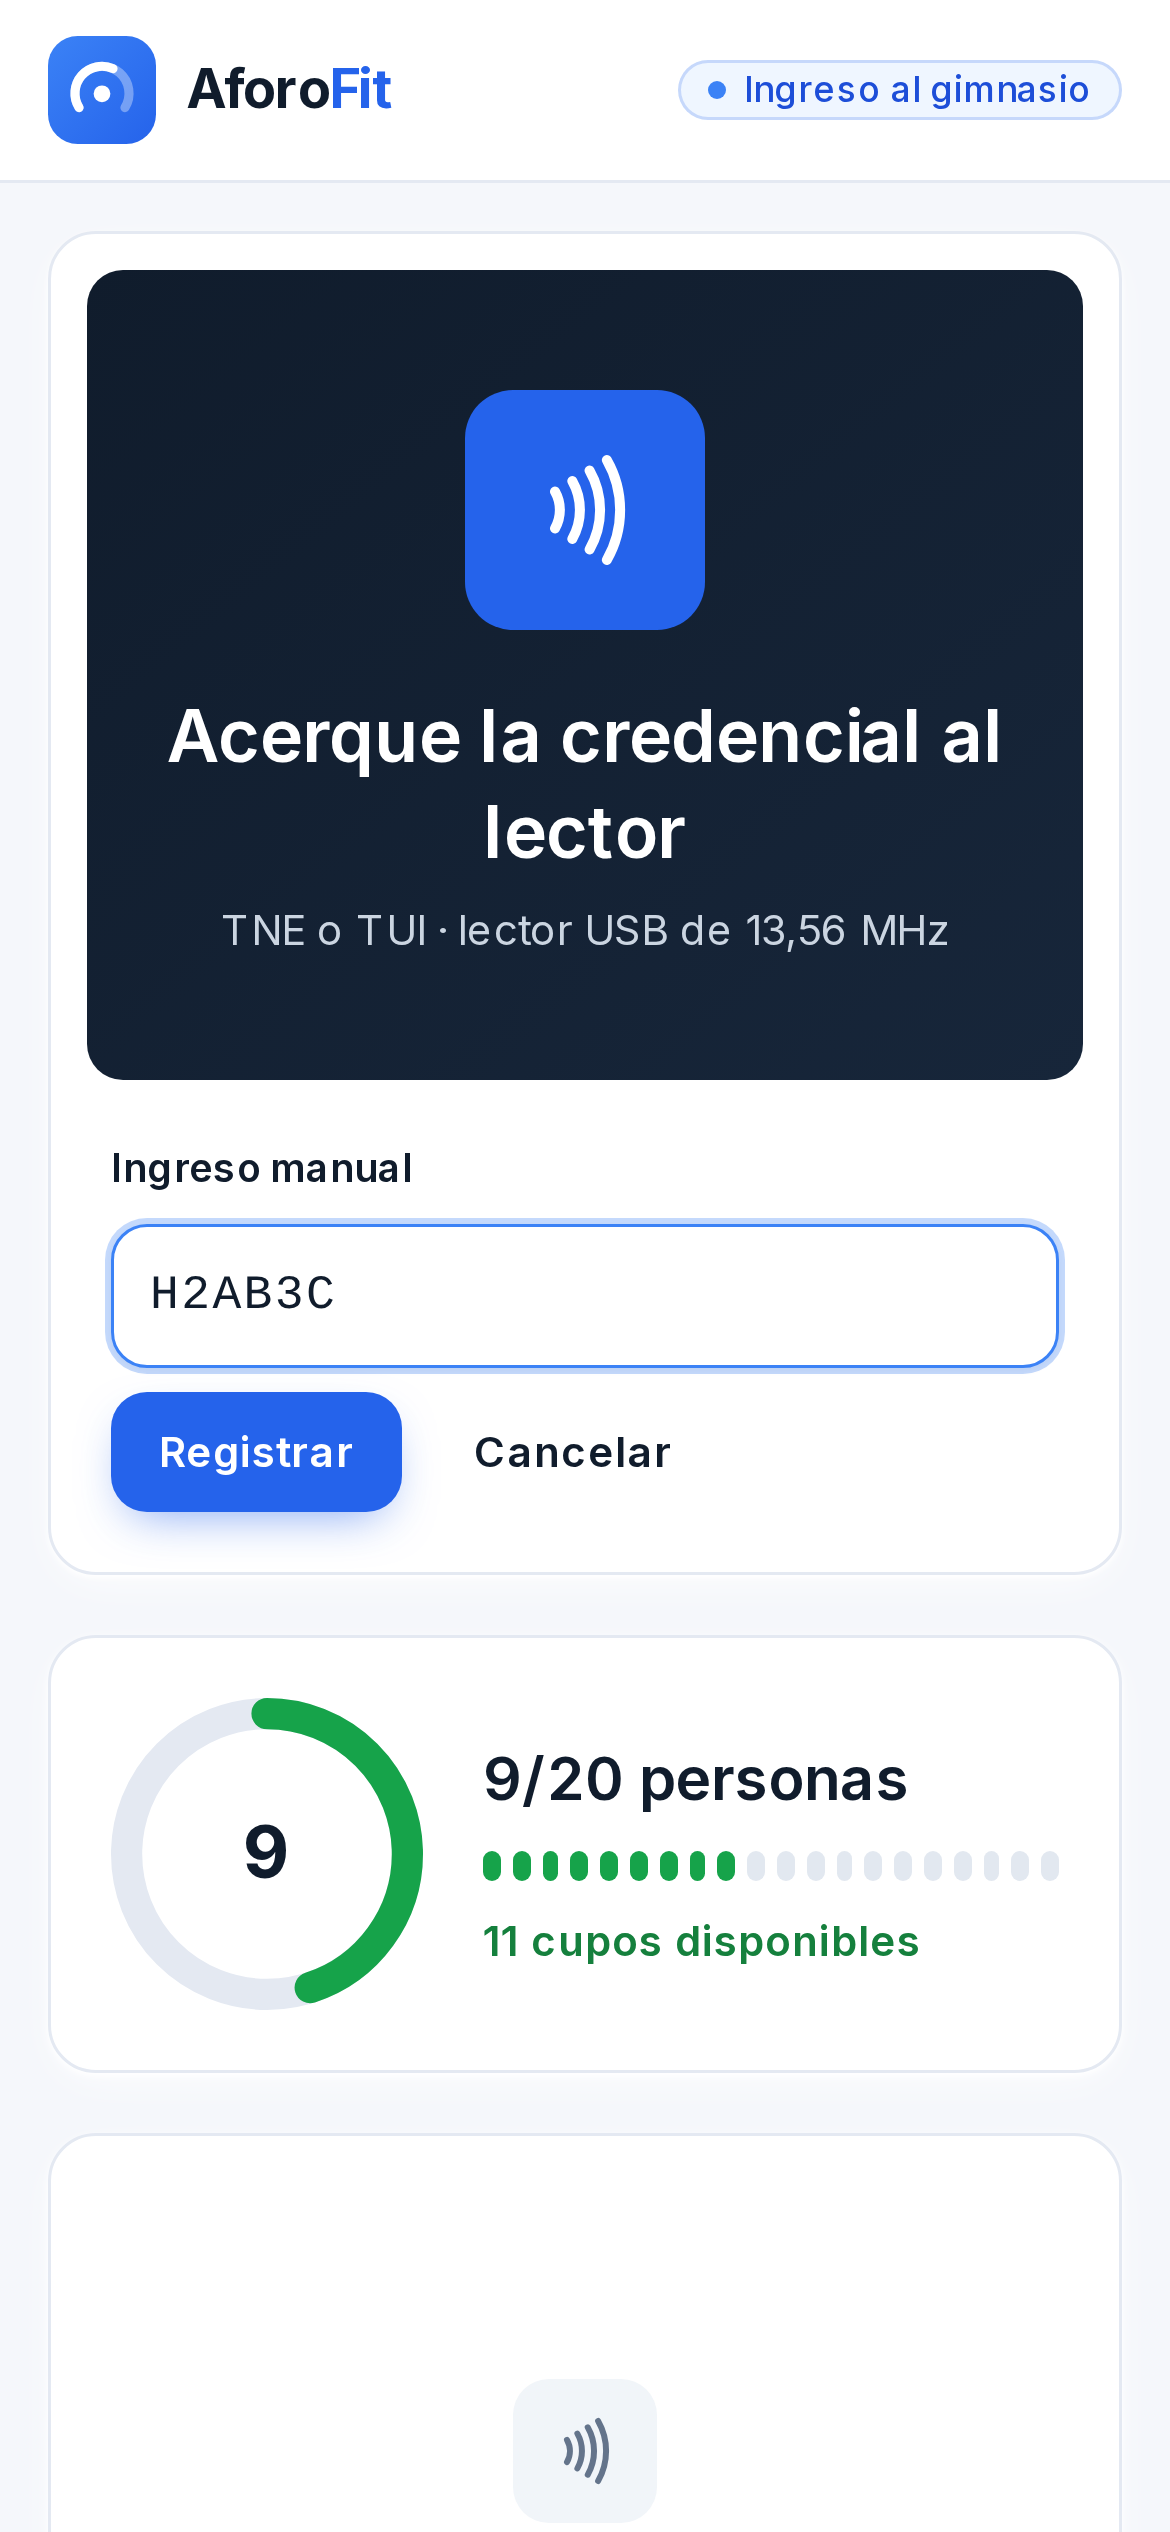 AforoFit
Ingreso al gimnasio
Acerque la credencial al
lector
TNE o TUI · lector USB de 13,56 MHz
Ingreso manual
H2AB3C
Registrar
Cancelar
9
9/20 personas
11 cupos disponibles